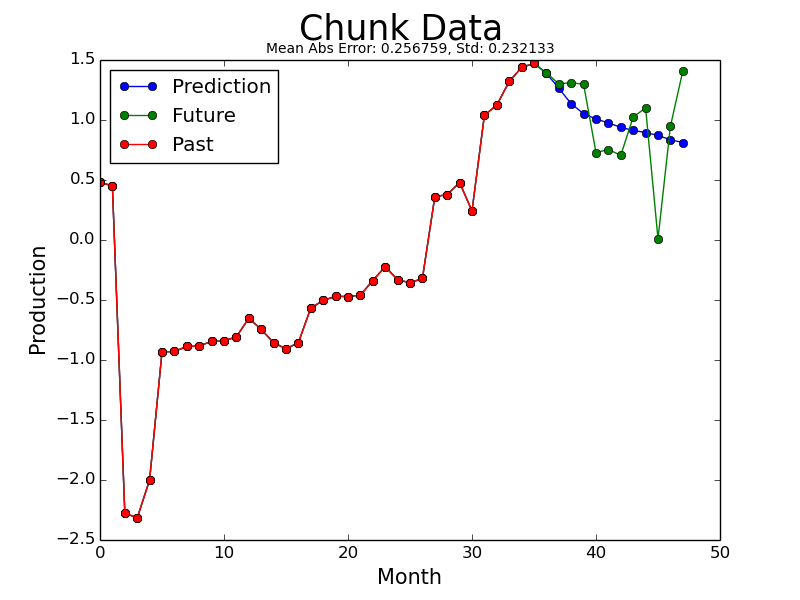 Chunk Data
Mean Abs Error: 0.256759, Std: 0.232133
1.5
1.0
0.5
0.0
−0.5
−1.0
−1.5
−2.0
−2.5
Production
Prediction
Future
Past
0 10 20 30 40 50
Month